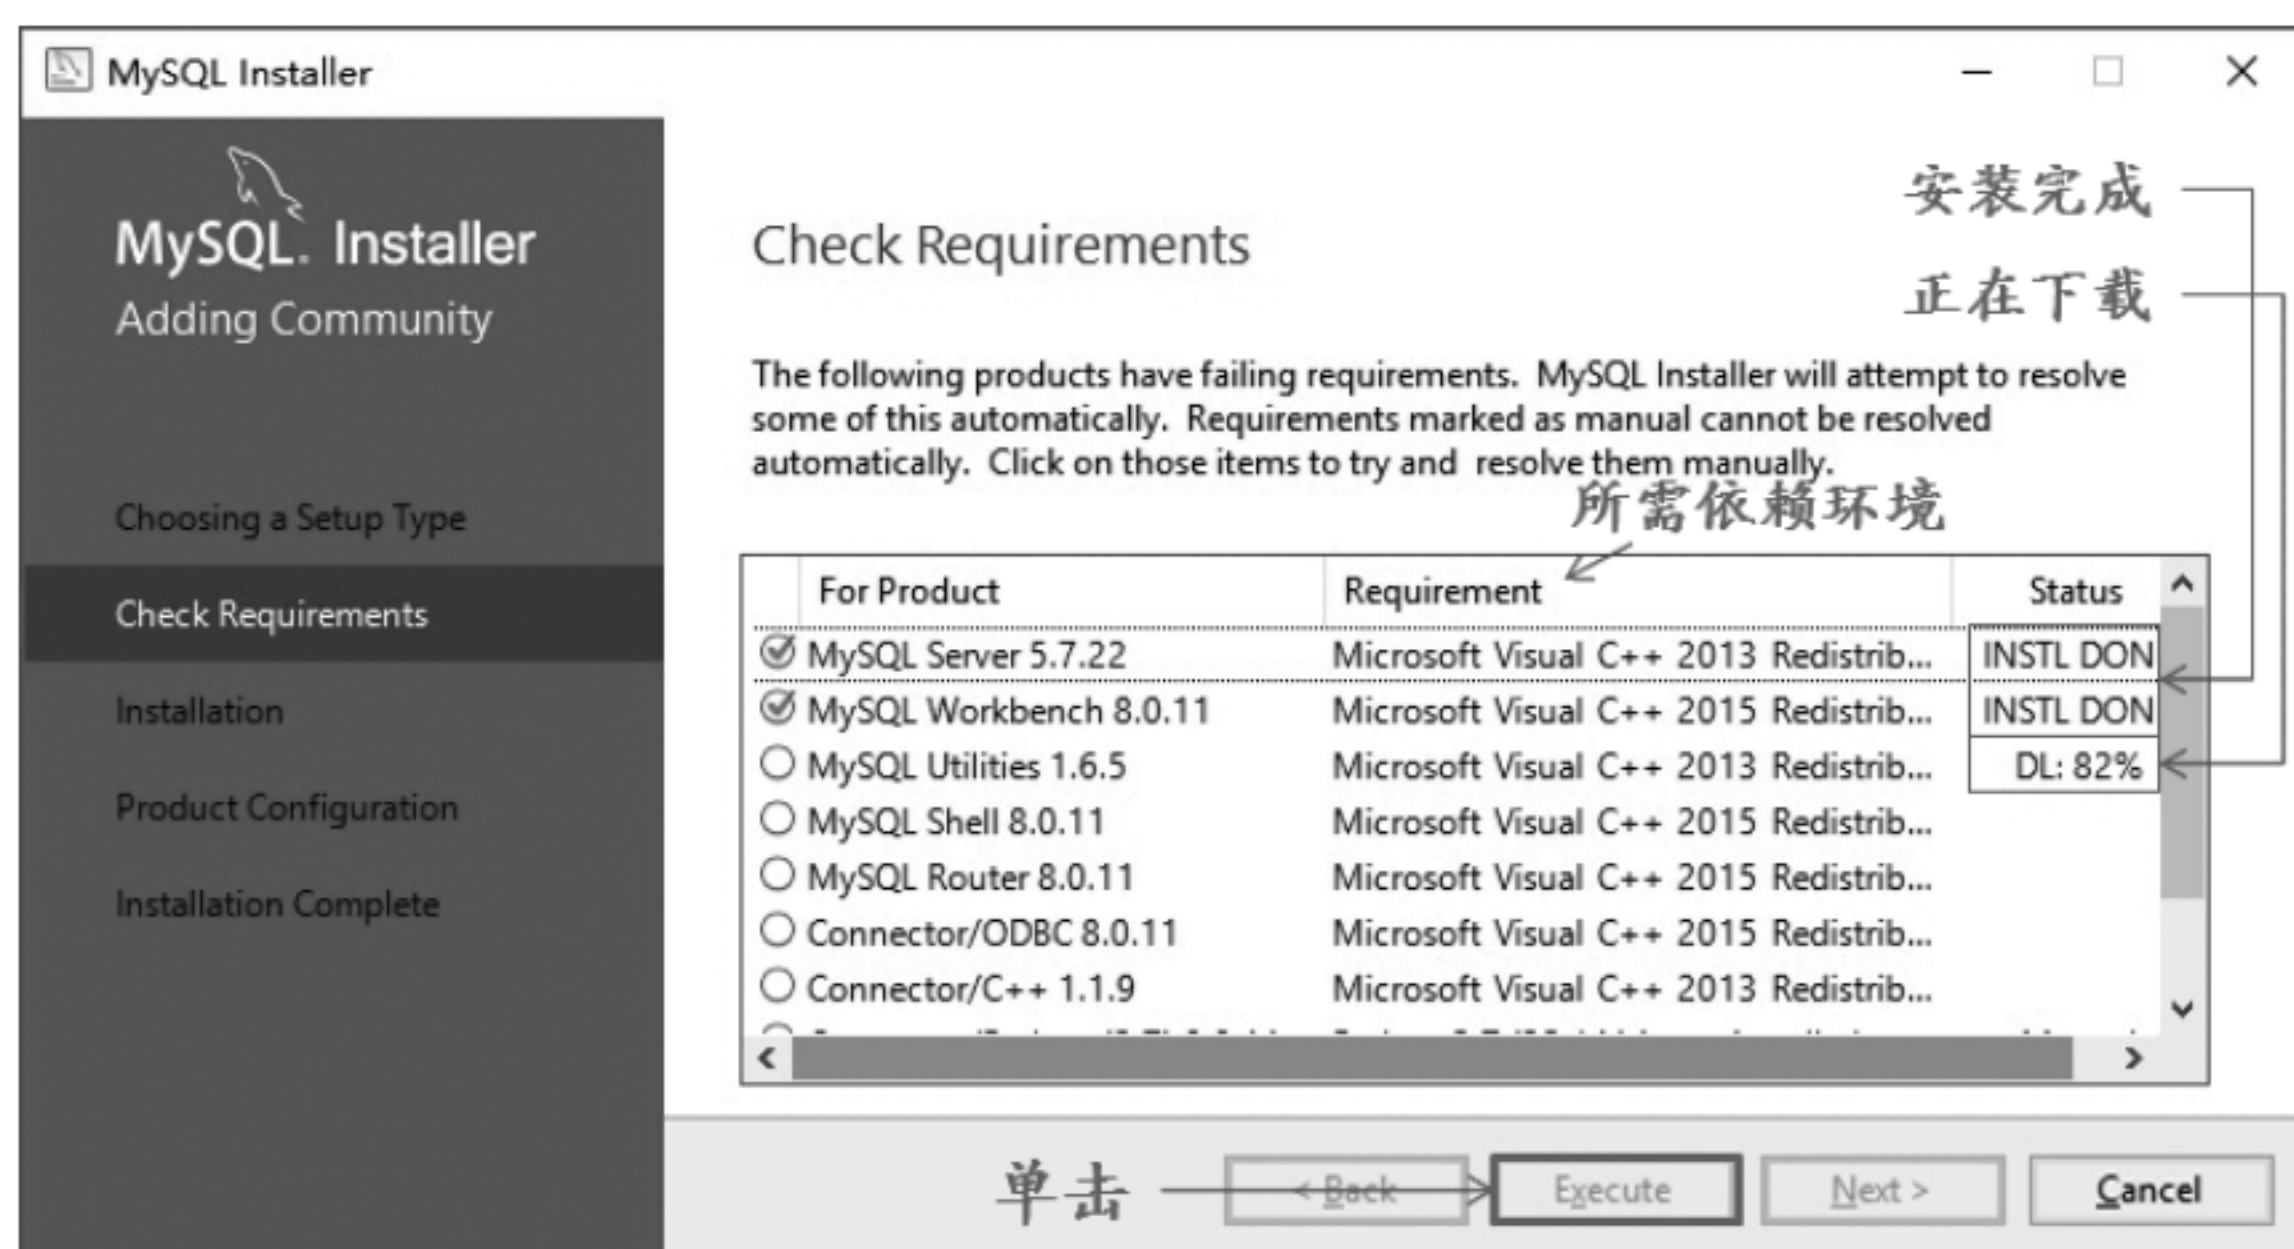 MySQL Installer
MySQL. Installer
Adding Community
Choosing a Setup Type
Check Requirements
Installation
Product Configuration
Installation Complete
安装完成
正在下载
Check Requirements
The following products have failing requirements. MySQL Installer will attempt to resolve
some of this automatically. Requirements marked as manual cannot be resolved
automatically. Click on those items to try and resolve them manually.
所需依赖环境
For Product Requirement Status
MySQL Server 5.7.22 Microsoft Visual C++ 2013 Redistrib... INSTL DON
MySQL Workbench 8.0.11 Microsoft Visual C++ 2015 Redistrib... INSTL DON
MySQL Utilities 1.6.5 Microsoft Visual C++ 2013 Redistrib... DL: 82%
MySQL Shell 8.0.11 Microsoft Visual C++ 2015 Redistrib...
MySQL Router 8.0.11 Microsoft Visual C++ 2015 Redistrib...
Connector/ODBC 8.0.11 Microsoft Visual C++ 2015 Redistrib...
Connector/C++ 1.1.9 Microsoft Visual C++ 2013 Redistrib...
单击 < Back Execute Next > Cancel